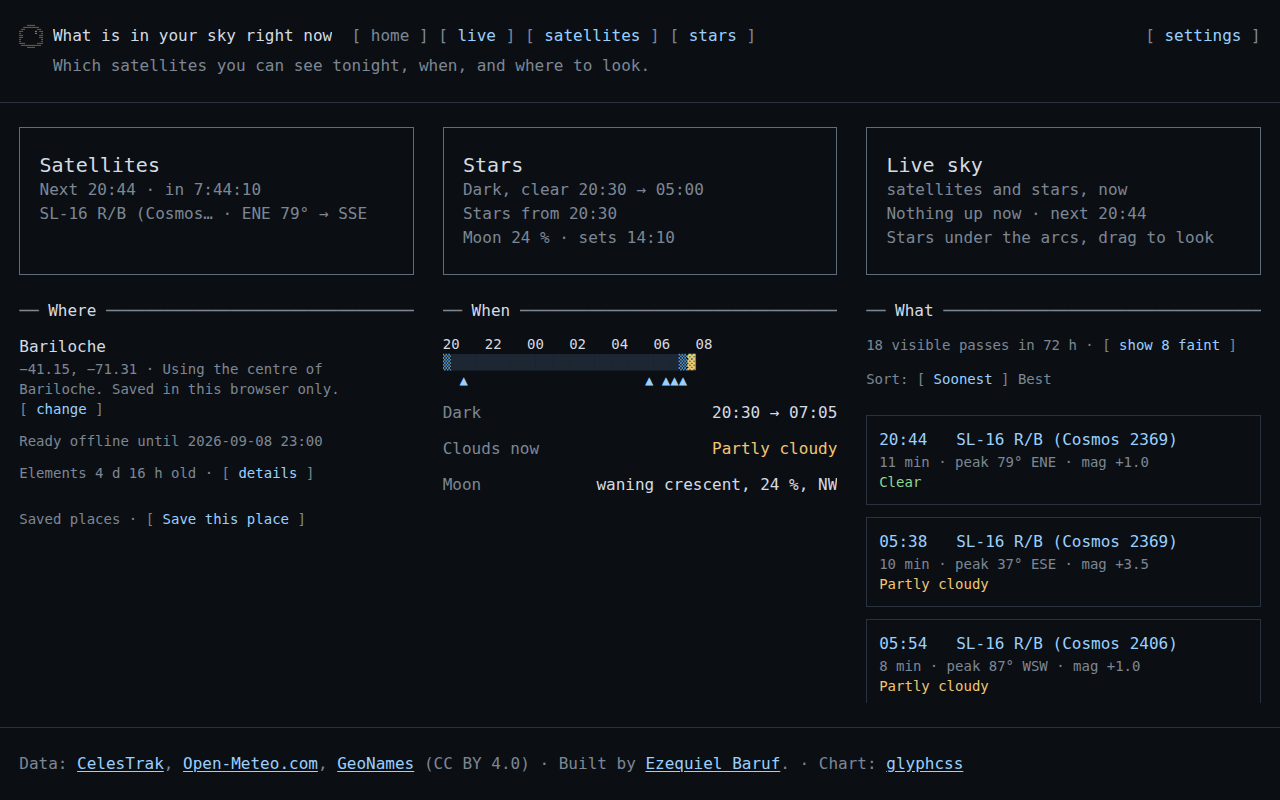 What is in your sky right now [ home ] [ live ] [ satellites ] [ stars ] [ settings ]
Which satellites you can see tonight, when, and where to look.
Satellites
Next 20:44 · in 7:44:10
SL-16 R/B (Cosmos… · ENE 79° → SSE
Stars
Dark, clear 20:30 → 05:00
Stars from 20:30
Moon 24 % · sets 14:10
Live sky
satellites and stars, now
Nothing up now · next 20:44
Stars under the arcs, drag to look
Where
Bariloche
−41.15, −71.31 · Using the centre of
Bariloche. Saved in this browser only.
[ change ]
Ready offline until 2026-09-08 23:00
Elements 4 d 16 h old · [ details ]
Saved places · [ Save this place ]
When
20 22 00 02 04 06 08
Dark 20:30 → 07:05
Clouds now Partly cloudy
Moon waning crescent, 24 %, NW
What
18 visible passes in 72 h · [ show 8 faint ]
Sort: [ Soonest ] Best
20:44 SL-16 R/B (Cosmos 2369)
11 min · peak 79° ENE · mag +1.0
Clear
05:38 SL-16 R/B (Cosmos 2369)
10 min · peak 37° ESE · mag +3.5
Partly cloudy
05:54 SL-16 R/B (Cosmos 2406)
8 min · peak 87° WSW · mag +1.0
Partly cloudy
Data: CelesTrak, Open-Meteo.com, GeoNames (CC BY 4.0) · Built by Ezequiel Baruf. · Chart: glyphcss